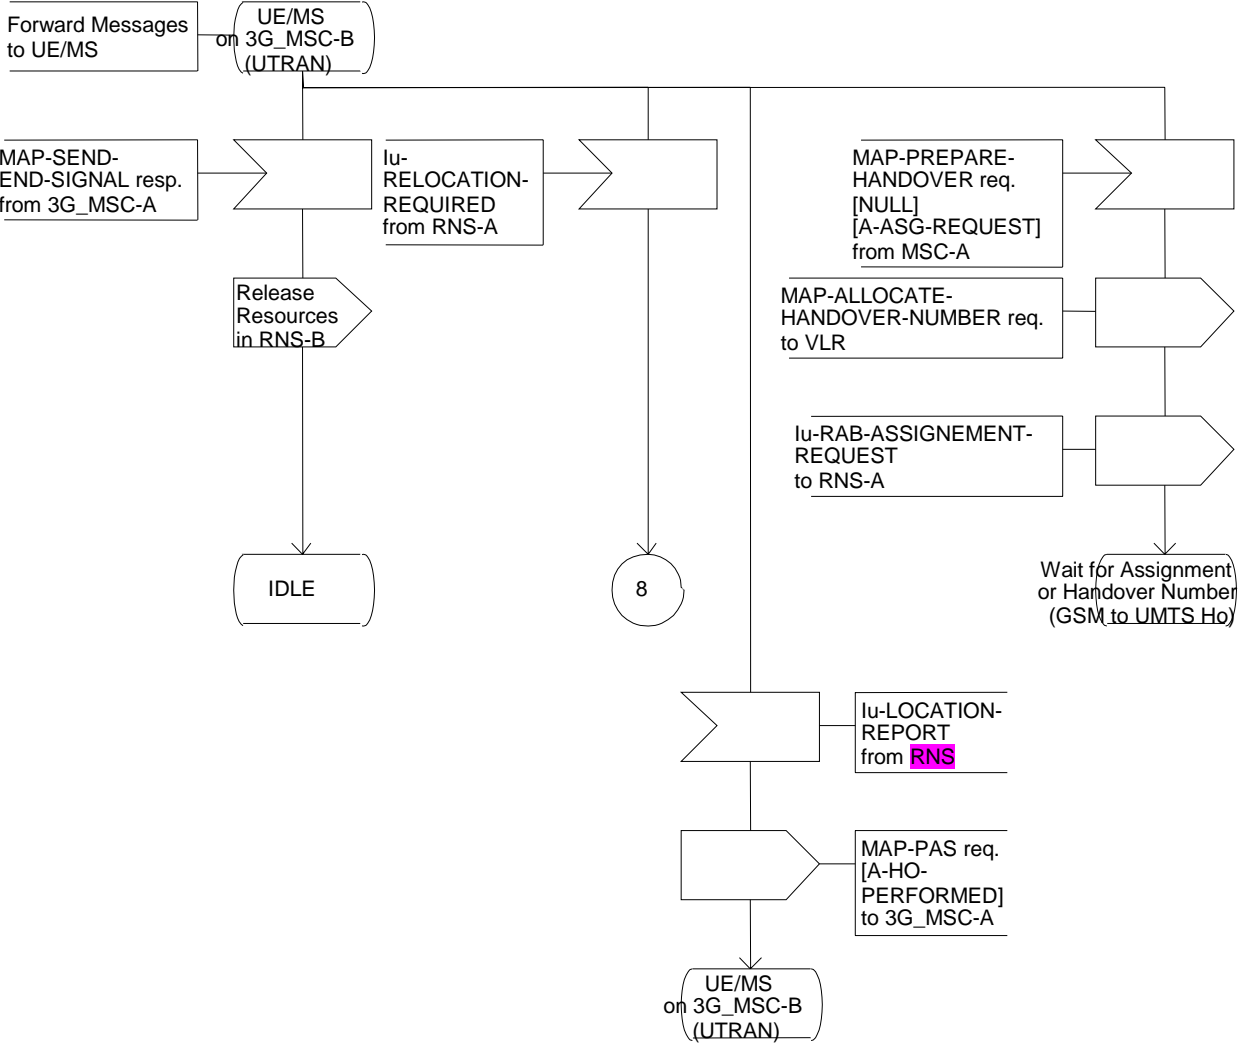 Forward Messages
to UE/MS
UE/MS
on 3G_MSC-B
(UTRAN)
MAP-SEND-
END-SIGNAL resp.
from 3G_MSC-A
Iu-
RELOCATION-
REQUIRED
from RNS-A
MAP-PREPARE-
HANDOVER req.
[NULL]
[A-ASG-REQUEST]
from MSC-A
Release
Resources
in RNS-B
MAP-ALLOCATE-
HANDOVER-NUMBER req.
to VLR
Iu-RAB-ASSIGNEMENT-
REQUEST
to RNS-A
IDLE
8
Wait for Assignment
or Handover Number
(GSM to UMTS Ho)
Iu-LOCATION-
REPORT
from RNS
MAP-PAS req.
[A-HO-
PERFORMED]
to 3G_MSC-A
UE/MS
on 3G_MSC-B
(UTRAN)